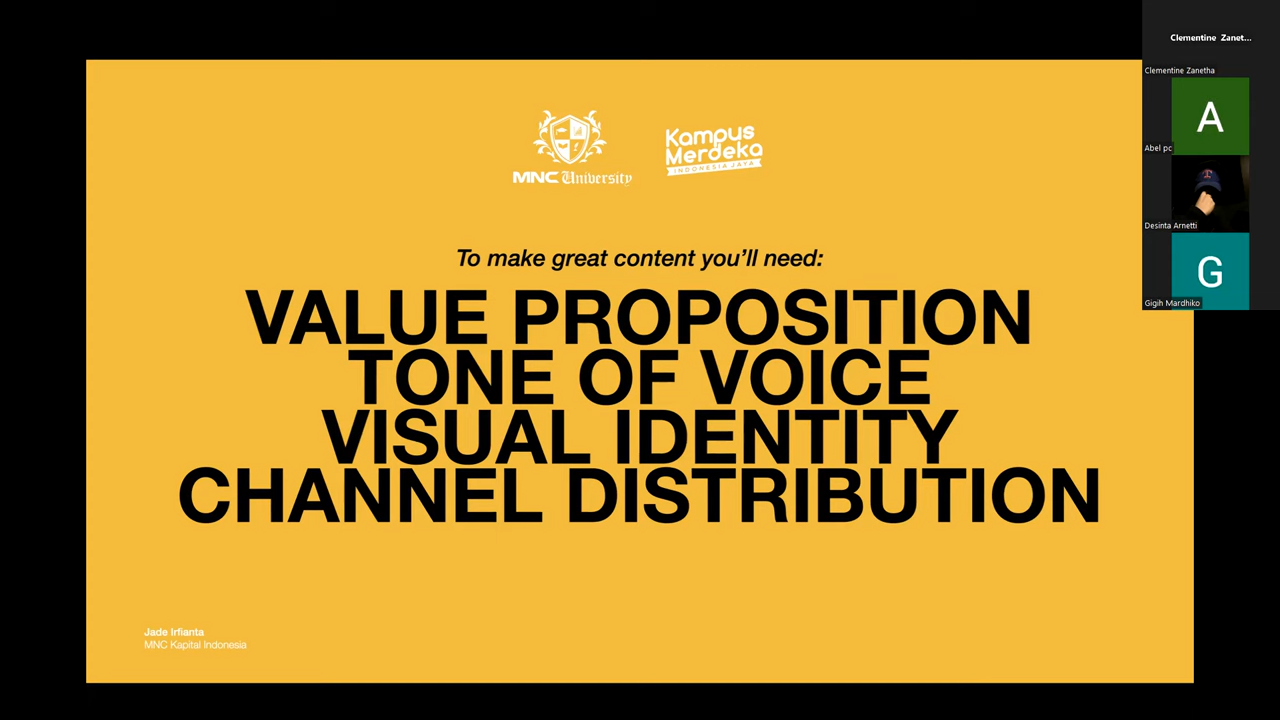 MNC University
Kampus
Merdeka
INDONESIA JAYA
To make great content you'll need:
VALUE PROPOSITION
TONE OF VOICE
VISUAL IDENTITY
CHANNEL DISTRIBUTION
Jade Irfianta
MNC Kapital Indonesia
Clementine Zanet...
Clementine Zanetha
A
Abel pc
T
Desinta Arnetti
G
Gigih Mardhiko